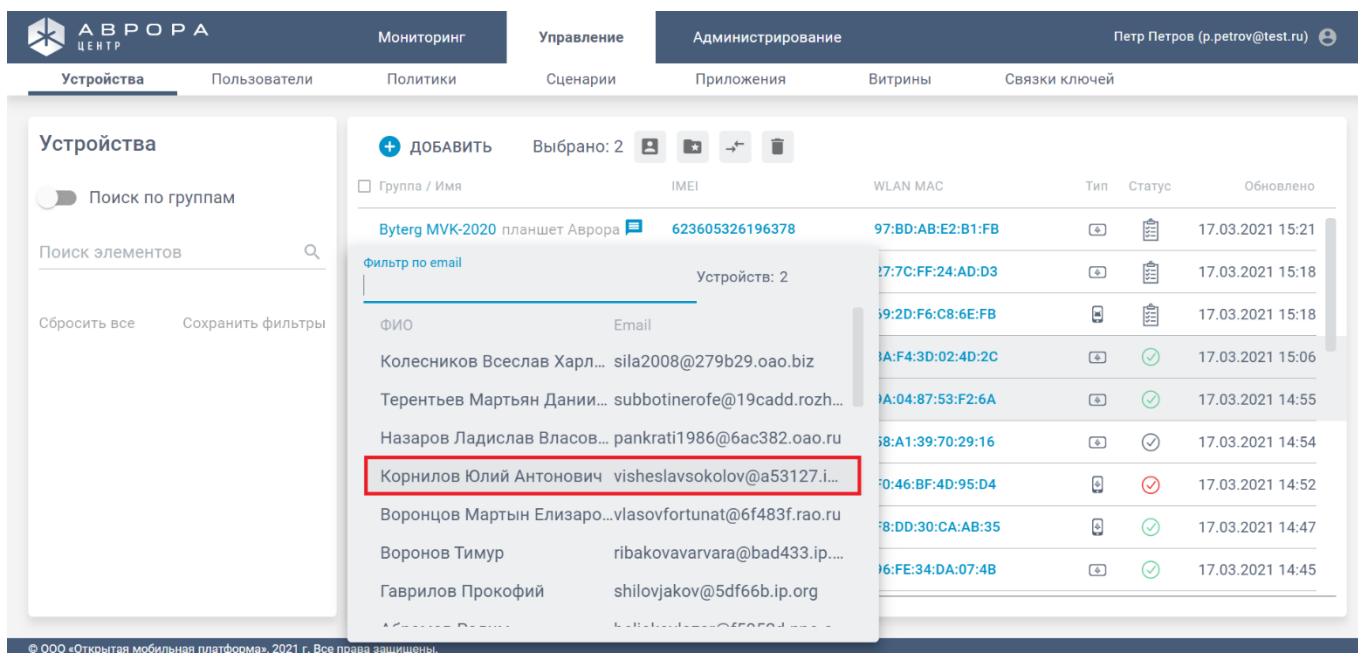 АВРОРА
ЦЕНТР
Мониторинг Управление Администрирование Петр Петров (p.petrov@test.ru)
Устройства Пользователи Политики Сценарии Приложения Витрины Связки ключей
Устройства
Поиск по группам
Поиск элементов
Сбросить все Сохранить фильтры
ДОБАВИТЬ Выбрано: 2
Группа / Имя IMEI WLAN MAC Тип Статус Обновлено
Byterg MVK-2020 планшет Аврора 623605326196378 97:BD:AB:E2:B1:FB 17.03.2021 15:21
Фильтр по email
Устройств: 2
ФИО Email
Колесников Всеслав Харл... sila2008@279b29.oao.biz
Терентьев Мартьян Дании... subbotinerofe@19cadd.rozh...
Назаров Ладислав Власов... pankrati1986@6ac382.oao.ru
Корнилов Юлий Антонович visheslavsokolov@a53127.i...
Воронцов Мартын Елизаро... vlasovfortunat@6f483f.rao.ru
Воронов Тимур ribakovavarvara@bad433.ip....
Гаврилов Прокофий shilovjakov@5df66b.ip.org
27:7C:FF:24:AD:D3 17.03.2021 15:18
59:2D:F6:C8:6E:FB 17.03.2021 15:18
:F4:3D:02:4D:2C 17.03.2021 15:06
:04:87:53:F2:6A 17.03.2021 14:55
58:A1:39:70:29:16 17.03.2021 14:54
:46:BF:4D:95:D4 17.03.2021 14:52
:DD:30:CA:AB:35 17.03.2021 14:47
:FE:34:DA:07:4B 17.03.2021 14:45
© ООО «Открытая мобильная платформа», 2021 г. Все права защищены.